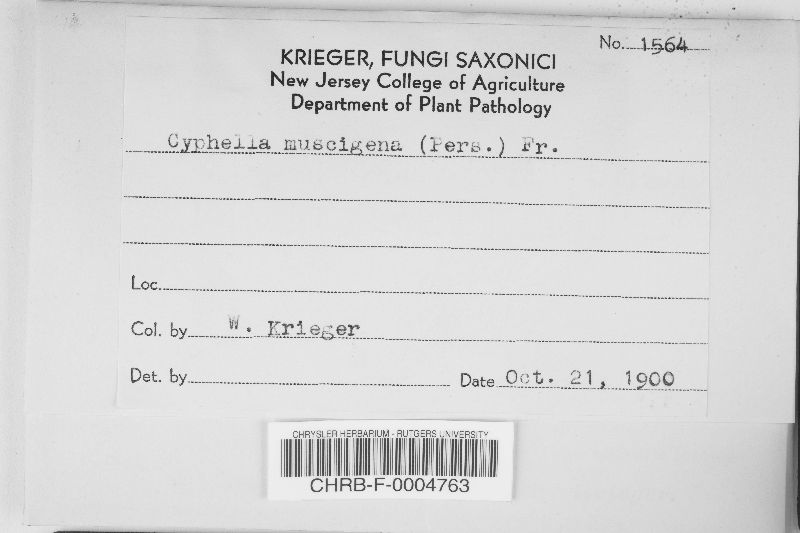 No. 1564
KRIEGER, FUNGI SAXONICI
New Jersey College of Agriculture
Department of Plant Pathology
Cyphella muscigena (Pers.) Fr.
Loc.
Col. by W. Krieger
Det. by Date Oct. 21, 1900
CHRYSLER HERBARIUM - RUTGERS UNIVERSITY
CHRB-F-0004763